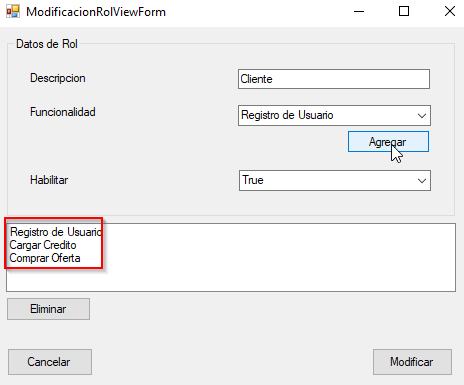 ModificacionRolViewForm
Datos de Rol
Descripcion
Cliente
Funcionalidad
Registro de Usuario
Agregar
Habilitar
True
Registro de Usuario
Cargar Credito
Comprar Oferta
Eliminar
Cancelar
Modificar